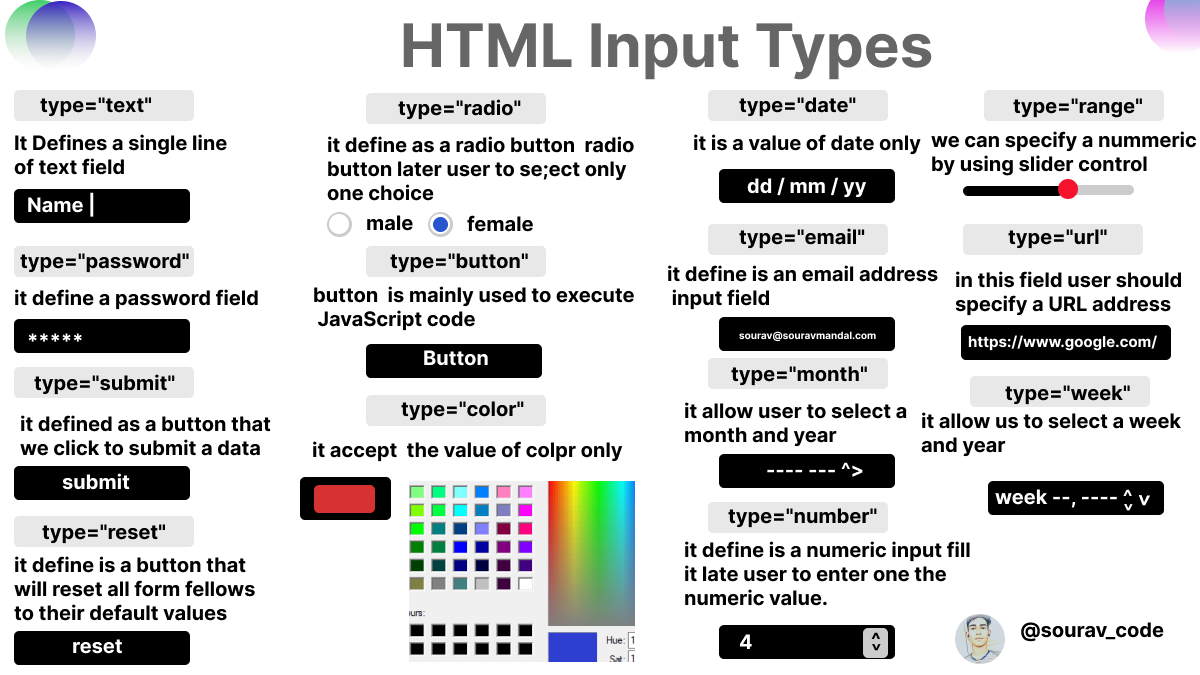 HTML Input Types
type="text"
It Defines a single line
of text field
Name |
type="password"
it define a password field
*****
type="submit"
it defined as a button that
we click to submit a data
submit
type="reset"
it define is a button that
will reset all form fellows
to their default values
reset
type="radio"
it define as a radio button radio
button later user to se;ect only
one choice
male female
type="button"
button is mainly used to execute
JavaScript code
Button
type="color"
it accept the value of colpr only
urs:
Hue: 1
Sat: 1
type="date"
it is a value of date only
dd / mm / yy
type="email"
it define is an email address
input field
sourav@souravmandal.com
type="month"
it allow user to select a
month and year
---- --- ^>
type="number"
it define is a numeric input fill
it late user to enter one the
numeric value.
4
type="range"
we can specify a nummeric
by using slider control
type="url"
in this field user should
specify a URL address
https://www.google.com/
type="week"
it allow us to select a week
and year
week --, ---- ^ v
@sourav_code